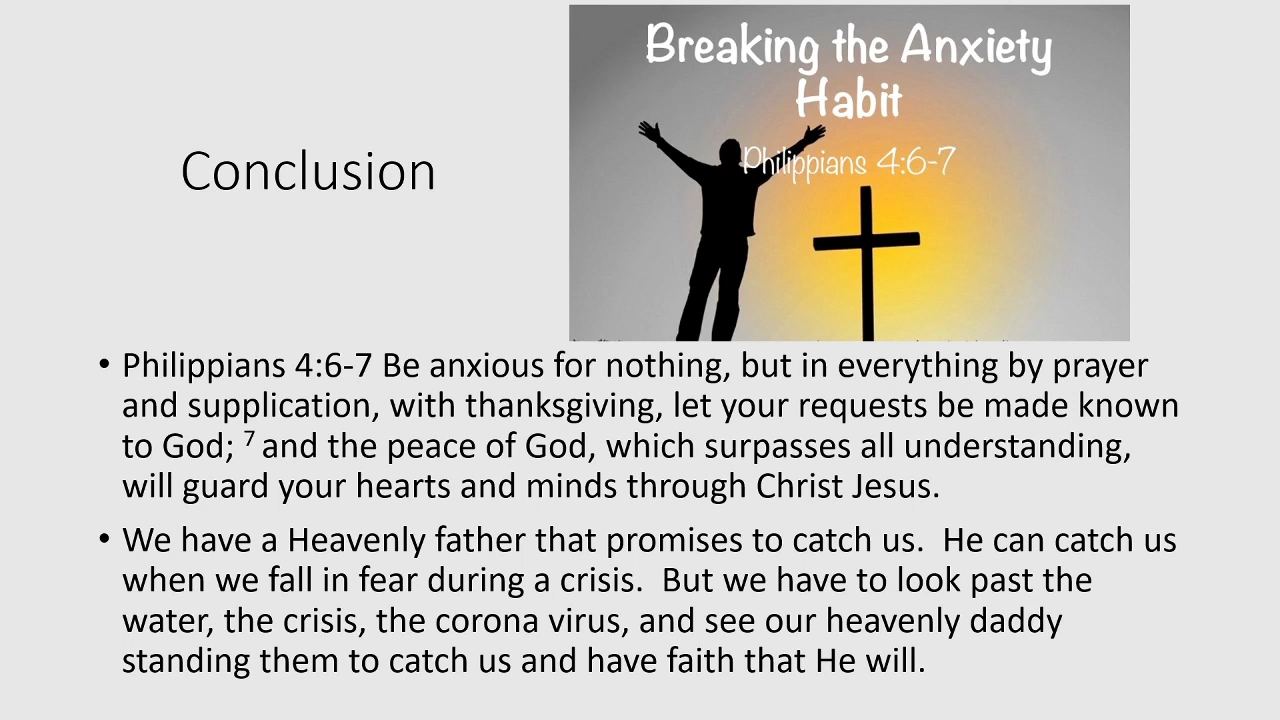 Breaking the Anxiety
Habit
Philippians 4:6-7
Conclusion
• Philippians 4:6-7 Be anxious for nothing, but in everything by prayer
and supplication, with thanksgiving, let your requests be made known
to God; 7 and the peace of God, which surpasses all understanding,
will guard your hearts and minds through Christ Jesus.
• We have a Heavenly father that promises to catch us.  He can catch us
when we fall in fear during a crisis.  But we have to look past the
water, the crisis, the corona virus, and see our heavenly daddy
standing them to catch us and have faith that He will.